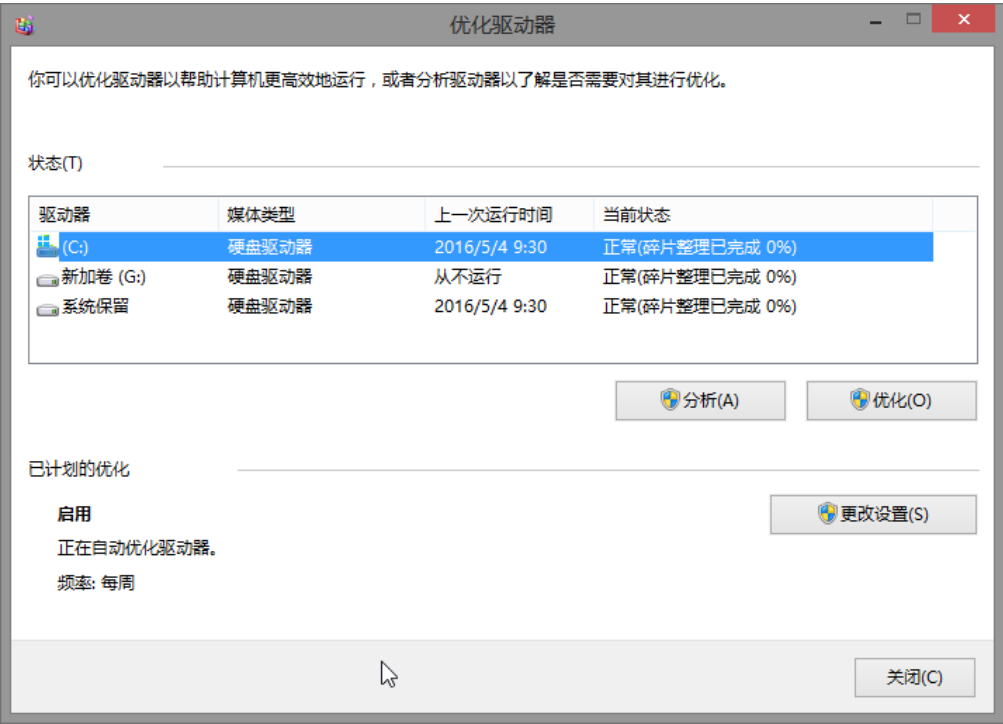 优化驱动器
你可以优化驱动器以帮助计算机更高效地运行，或者分析驱动器以了解是否需要对其进行优化。
状态(T)
驱动器 媒体类型 上一次运行时间 当前状态
(C:) 硬盘驱动器 2016/5/4 9:30 正常(碎片整理已完成 0%)
新加卷 (G:) 硬盘驱动器 从不运行 正常(碎片整理已完成 0%)
系统保留 硬盘驱动器 2016/5/4 9:30 正常(碎片整理已完成 0%)
分析(A) 优化(O)
已计划的优化
启用 更改设置(S)
正在自动优化驱动器。
频率: 每周
关闭(C)